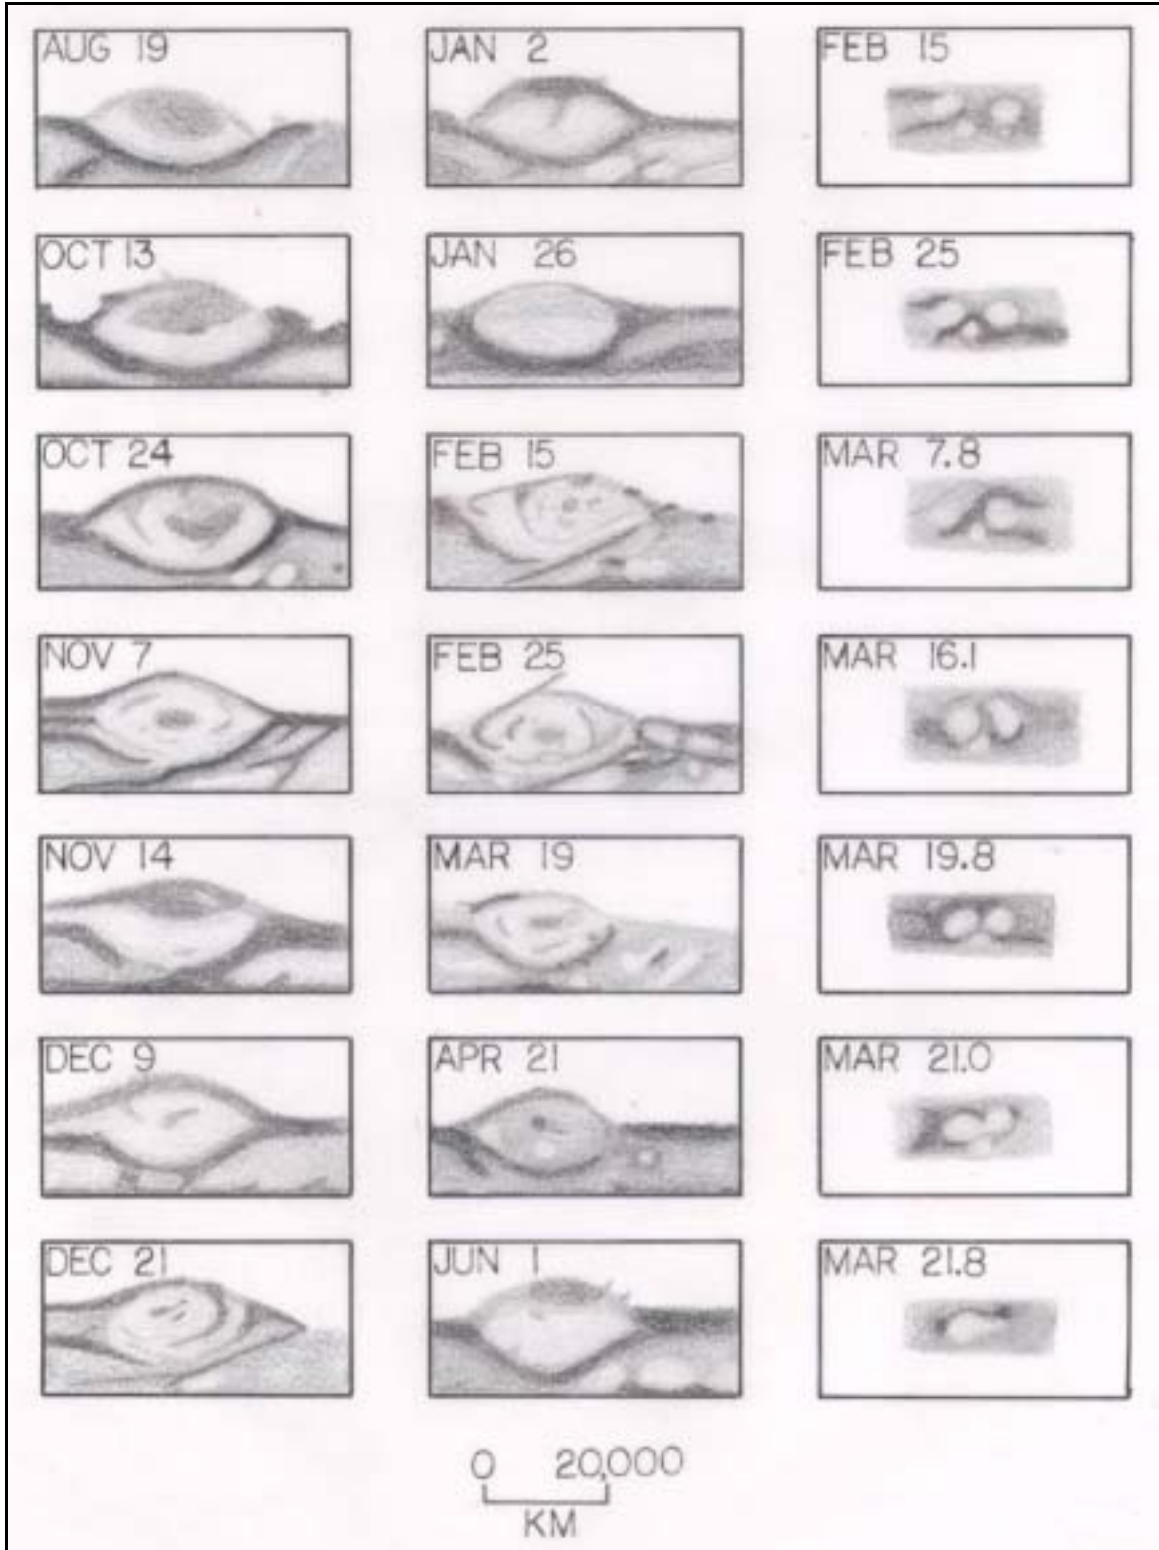 AUG 19
JAN 2
FEB 15
OCT 13
JAN 26
FEB 25
OCT 24
FEB 15
MAR 7.8
NOV 7
FEB 25
MAR 16.1
NOV 14
MAR 19
MAR 19.8
DEC 9
APR 21
MAR 21.0
DEC 21
JUN 1
MAR 21.8
0 20,000
KM